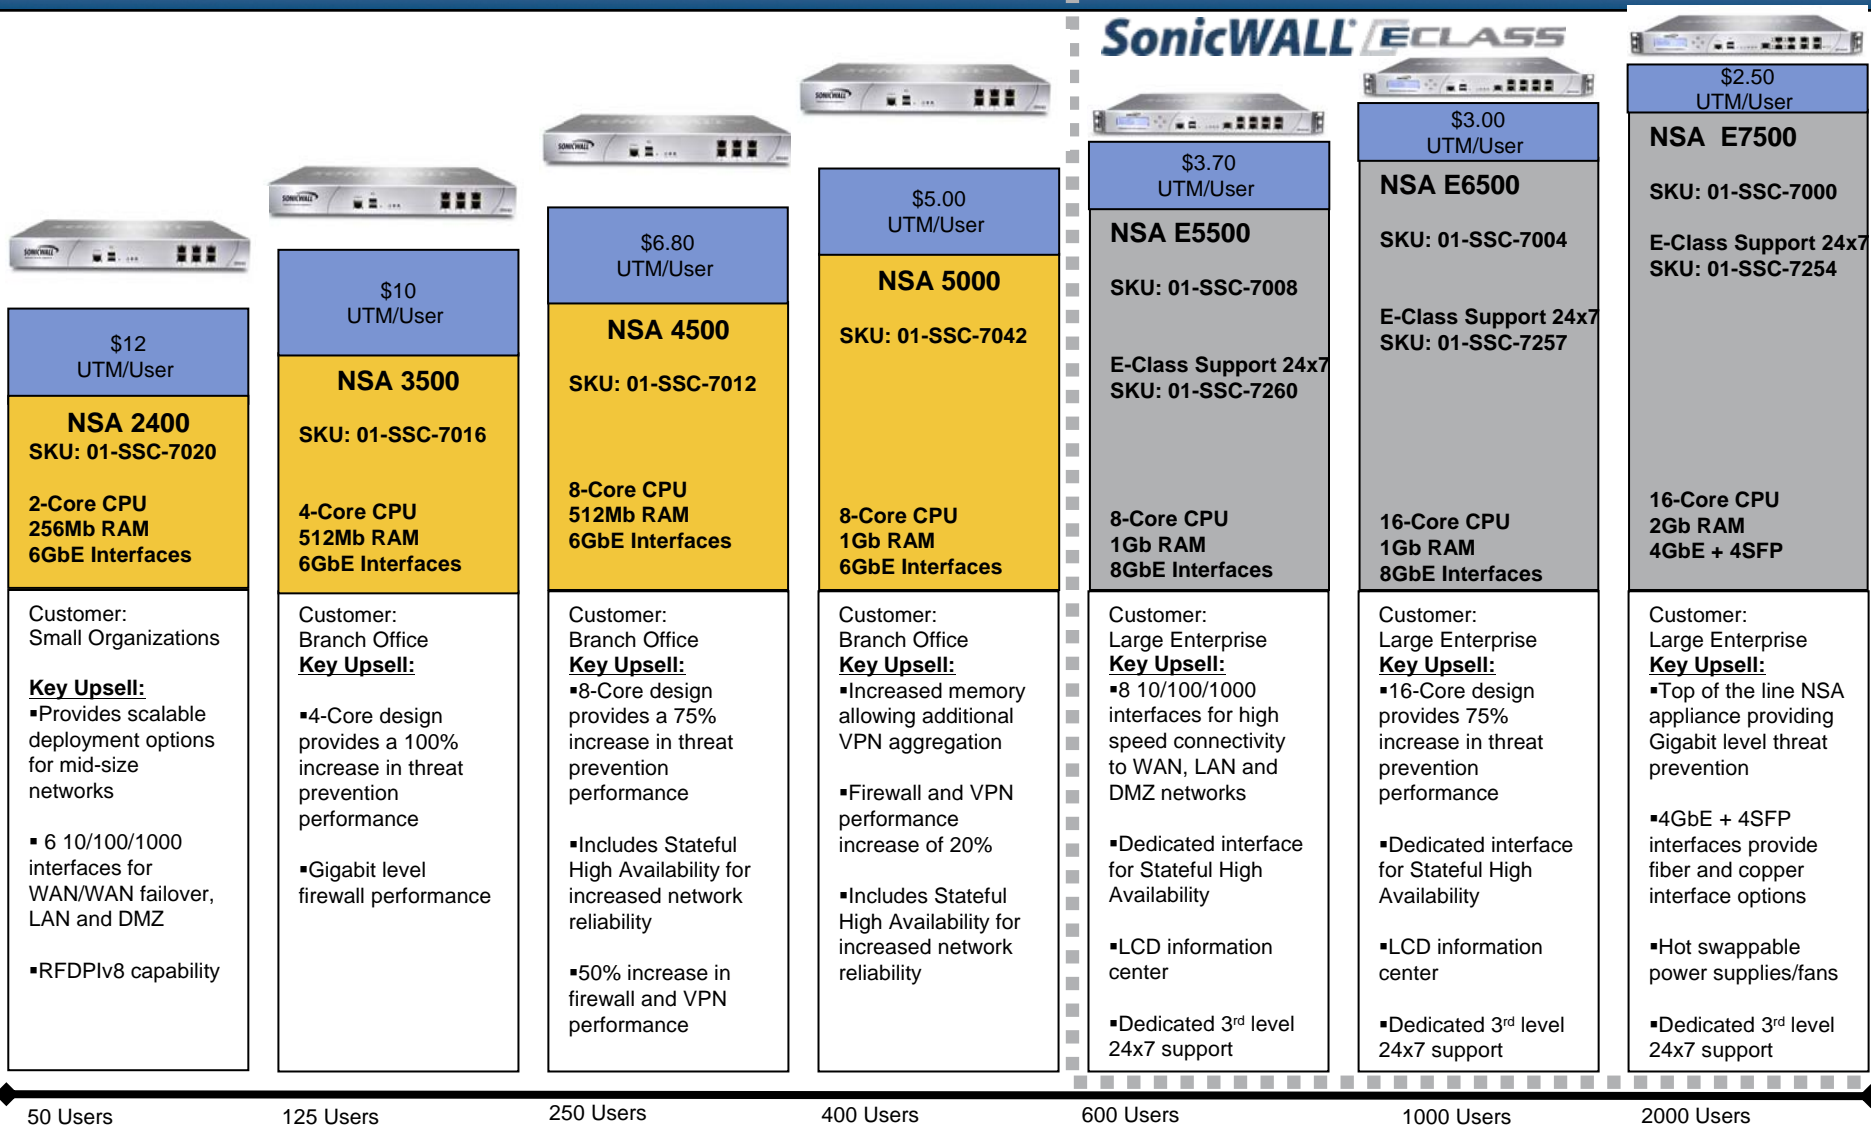 SonicWALL ECLASS
$12
UTM/User
NSA 2400
SKU: 01-SSC-7020
2-Core CPU
256Mb RAM
6GbE Interfaces
Customer:
Small Organizations
Key Upsell:
▪Provides scalable
deployment options
for mid-size
networks
▪ 6 10/100/1000
interfaces for
WAN/WAN failover,
LAN and DMZ
▪RFDPIv8 capability
50 Users
$10
UTM/User
NSA 3500
SKU: 01-SSC-7016
4-Core CPU
512Mb RAM
6GbE Interfaces
Customer:
Branch Office
Key Upsell:
▪4-Core design
provides a 100%
increase in threat
prevention
performance
▪Gigabit level
firewall performance
125 Users
$6.80
UTM/User
NSA 4500
SKU: 01-SSC-7012
8-Core CPU
512Mb RAM
6GbE Interfaces
Customer:
Branch Office
Key Upsell:
▪8-Core design
provides a 75%
increase in threat
prevention
performance
▪Includes Stateful
High Availability for
increased network
reliability
▪50% increase in
firewall and VPN
performance
250 Users
$5.00
UTM/User
NSA 5000
SKU: 01-SSC-7042
8-Core CPU
1Gb RAM
6GbE Interfaces
Customer:
Branch Office
Key Upsell:
▪Increased memory
allowing additional
VPN aggregation
▪Firewall and VPN
performance
increase of 20%
▪Includes Stateful
High Availability for
increased network
reliability
400 Users
$3.70
UTM/User
NSA E5500
SKU: 01-SSC-7008
E-Class Support 24x7
SKU: 01-SSC-7260
8-Core CPU
1Gb RAM
8GbE Interfaces
Customer:
Large Enterprise
Key Upsell:
▪8 10/100/1000
interfaces for high
speed connectivity
to WAN, LAN and
DMZ networks
▪Dedicated interface
for Stateful High
Availability
▪LCD information
center
▪Dedicated 3rd level
24x7 support
600 Users
$3.00
UTM/User
NSA E6500
SKU: 01-SSC-7004
E-Class Support 24x7
SKU: 01-SSC-7257
16-Core CPU
1Gb RAM
8GbE Interfaces
Customer:
Large Enterprise
Key Upsell:
▪16-Core design
provides 75%
increase in threat
prevention
performance
▪Dedicated interface
for Stateful High
Availability
▪LCD information
center
▪Dedicated 3rd level
24x7 support
1000 Users
$2.50
UTM/User
NSA E7500
SKU: 01-SSC-7000
E-Class Support 24x7
SKU: 01-SSC-7254
16-Core CPU
2Gb RAM
4GbE + 4SFP
Customer:
Large Enterprise
Key Upsell:
▪Top of the line NSA
appliance providing
Gigabit level threat
prevention
▪4GbE + 4SFP
interfaces provide
fiber and copper
interface options
▪Hot swappable
power supplies/fans
▪Dedicated 3rd level
24x7 support
2000 Users
SONICWALL
SONICWALL
SONICWALL
SONICWALL